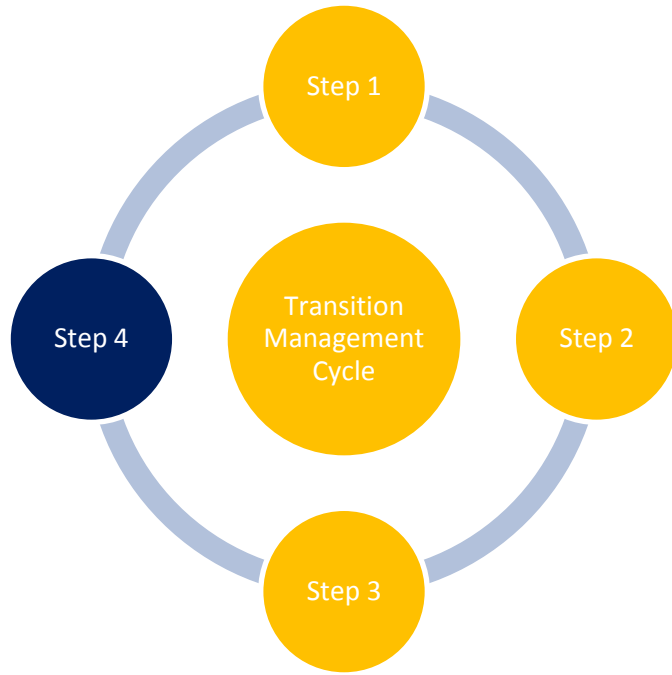 Step 1
Step 4
Transition
Management
Cycle
Step 2
Step 3